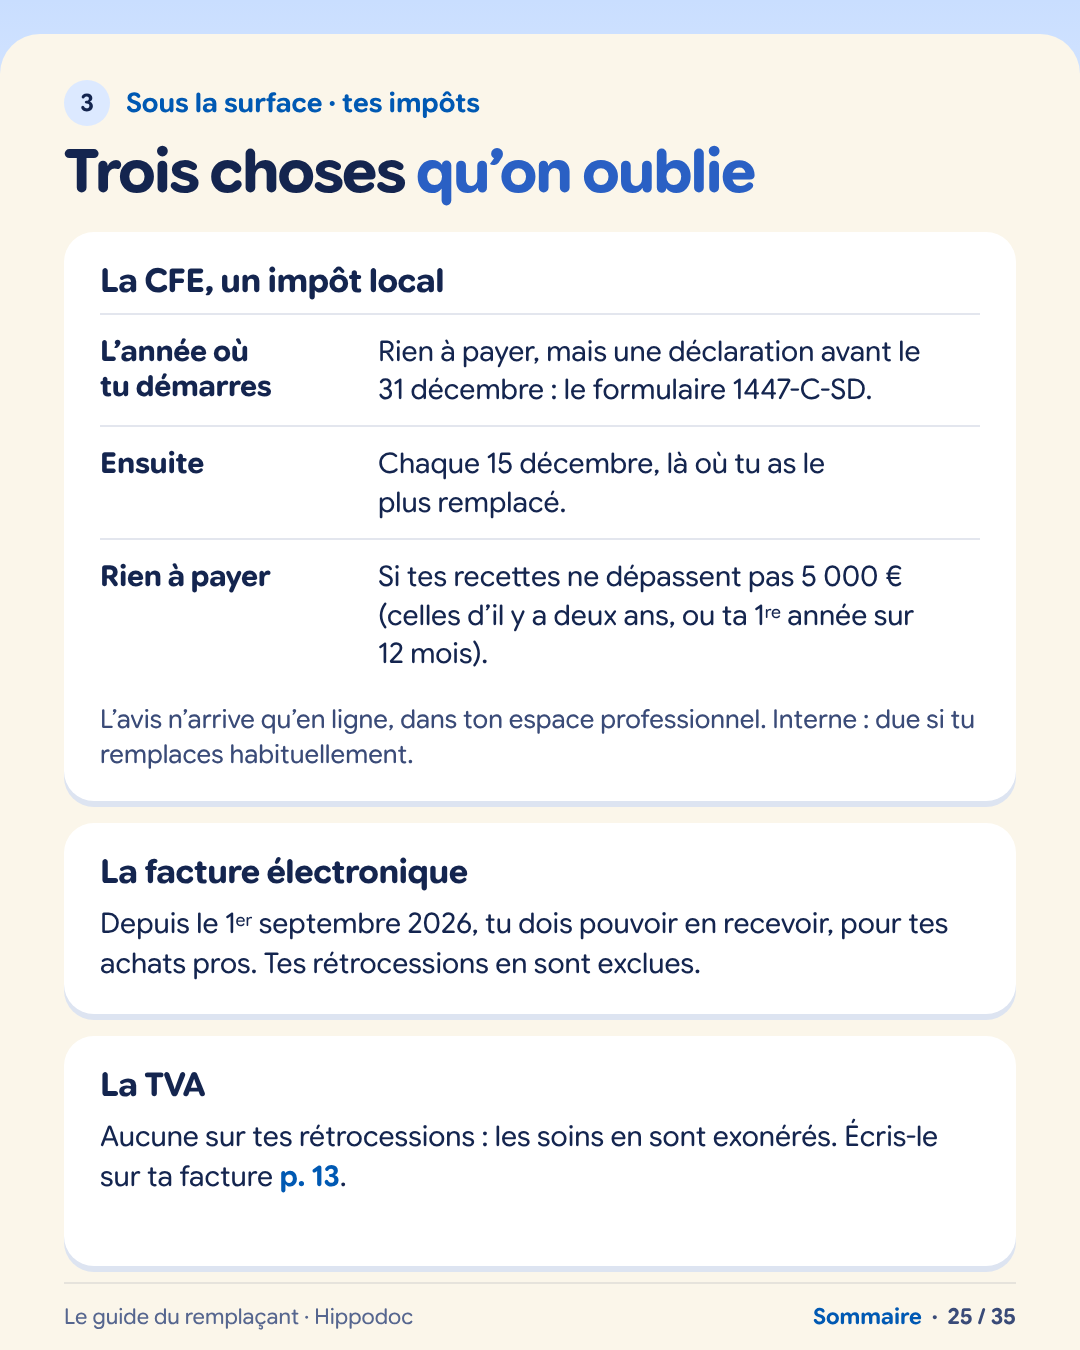 3 Sous la surface · tes impôts
Trois choses qu’on oublie
La CFE, un impôt local
L’année où
tu démarres
Rien à payer, mais une déclaration avant le
31 décembre : le formulaire 1447-C-SD.
Ensuite
Chaque 15 décembre, là où tu as le
plus remplacé.
Rien à payer
Si tes recettes ne dépassent pas 5 000 €
(celles d’il y a deux ans, ou ta 1re année sur
12 mois).
L’avis n’arrive qu’en ligne, dans ton espace professionnel. Interne : due si tu
remplaces habituellement.
La facture électronique
Depuis le 1er septembre 2026, tu dois pouvoir en recevoir, pour tes
achats pros. Tes rétrocessions en sont exclues.
La TVA
Aucune sur tes rétrocessions : les soins en sont exonérés. Écris-le
sur ta facture p. 13.
Le guide du remplaçant · Hippodoc
Sommaire · 25 / 35